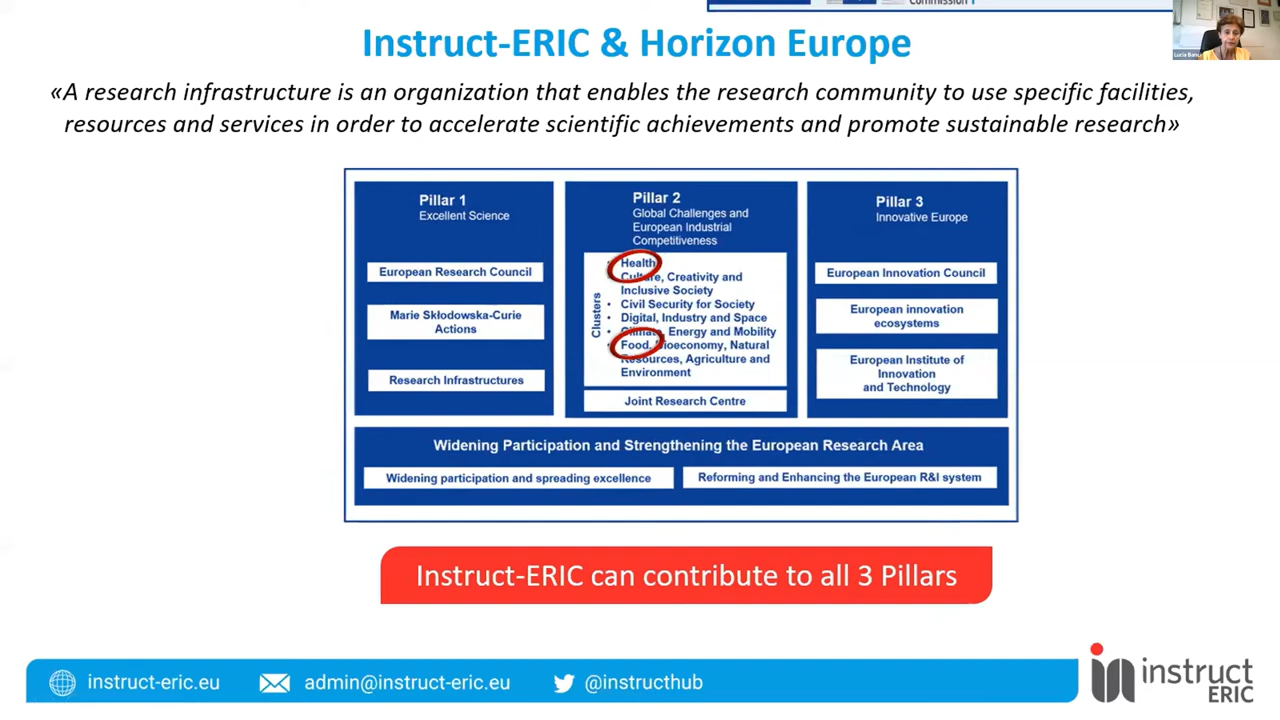 Commission
Instruct-ERIC & Horizon Europe
«A research infrastructure is an organization that enables the research community to use specific facilities,
resources and services in order to accelerate scientific achievements and promote sustainable research»
Pillar 1
Excellent Science
European Research Council
Marie Skłodowska-Curie
Actions
Research Infrastructures
Pillar 2
Global Challenges and
European Industrial
Competitiveness
Clusters
• Health
• Culture, Creativity and
Inclusive Society
• Civil Security for Society
• Digital, Industry and Space
• Climate, Energy and Mobility
• Food, Bioeconomy, Natural
Resources, Agriculture and
Environment
Joint Research Centre
Pillar 3
Innovative Europe
European Innovation Council
European innovation
ecosystems
European Institute of
Innovation
and Technology
Widening Participation and Strengthening the European Research Area
Widening participation and spreading excellence
Reforming and Enhancing the European R&I system
Instruct-ERIC can contribute to all 3 Pillars
instruct-eric.eu
admin@instruct-eric.eu
@instructhub
instruct
ERIC